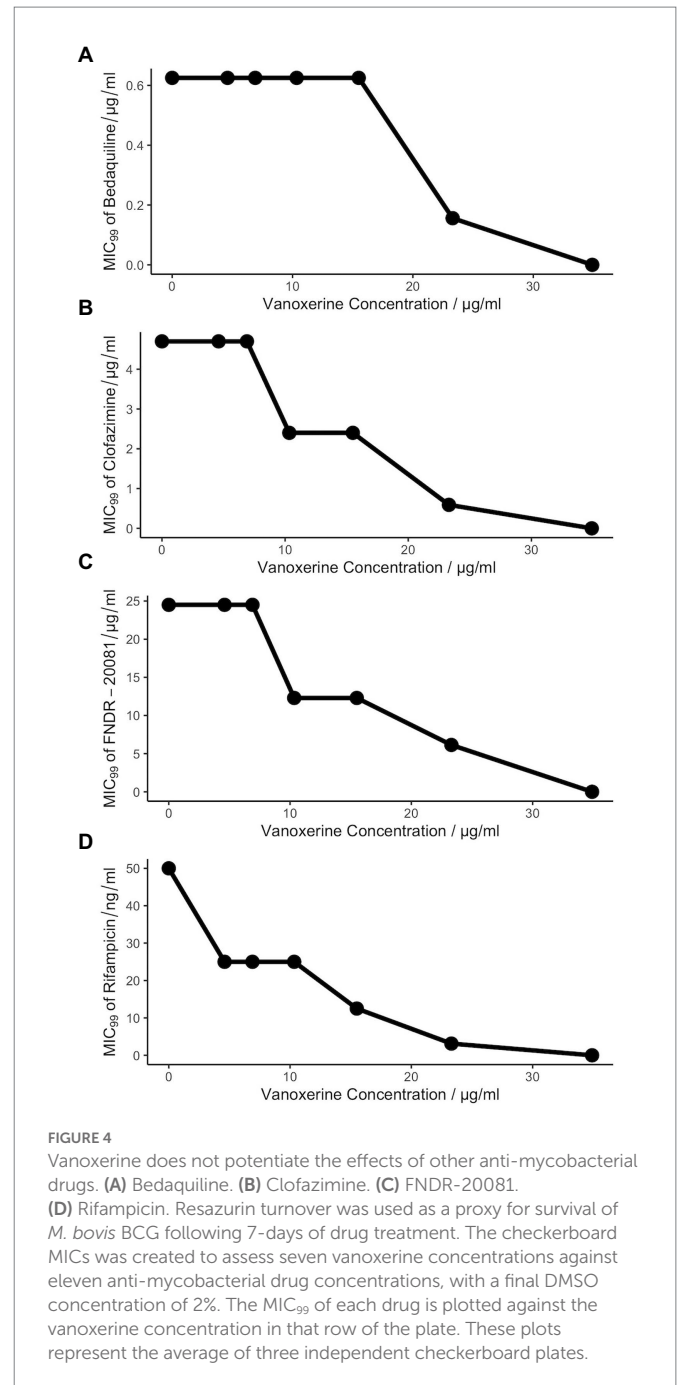 A
MIC99 of Bedaquiline/µg/ml
0.6
0.4
0.2
0.0
0 10 20 30
Vanoxerine Concentration / µg/ml
B
MIC99 of Clofazimine/µg/ml
4
3
2
1
0
0 10 20 30
Vanoxerine Concentration / µg/ml
C
MIC99 of FNDR – 20081/µg/ml
25
20
15
10
5
0
0 10 20 30
Vanoxerine Concentration / µg/ml
D
MIC99 of Rifampicin/ng/ml
50
40
30
20
10
0
0 10 20 30
Vanoxerine Concentration / µg/ml
FIGURE 4
Vanoxerine does not potentiate the effects of other anti-mycobacterial
drugs. (A) Bedaquiline. (B) Clofazimine. (C) FNDR-20081.
(D) Rifampicin. Resazurin turnover was used as a proxy for survival of
M. bovis BCG following 7-days of drug treatment. The checkerboard
MICs was created to assess seven vanoxerine concentrations against
eleven anti-mycobacterial drug concentrations, with a final DMSO
concentration of 2%. The MIC99 of each drug is plotted against the
vanoxerine concentration in that row of the plate. These plots
represent the average of three independent checkerboard plates.